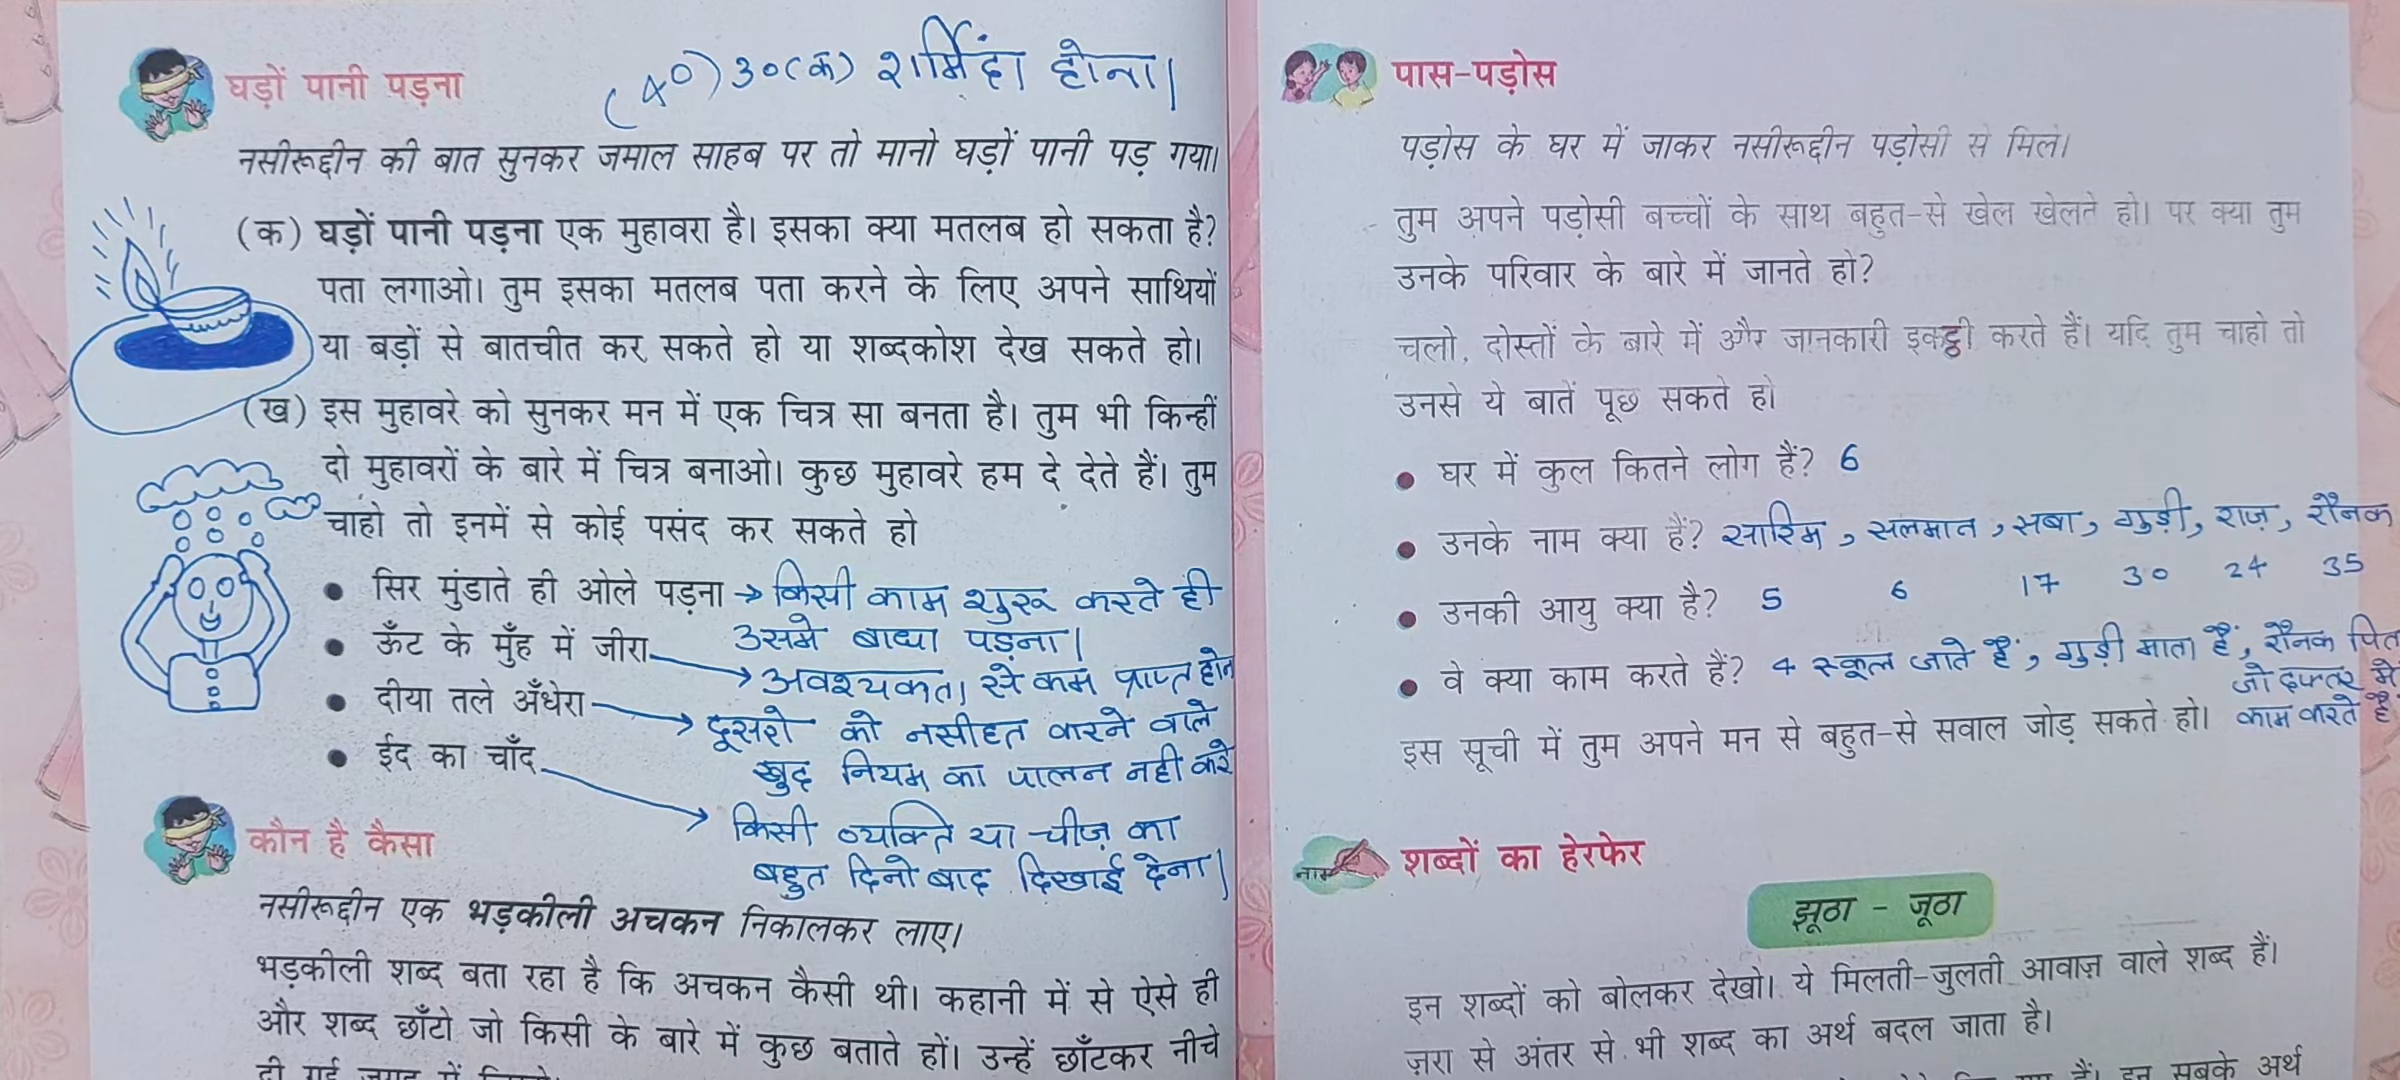 घड़ों पानी पड़ना
(40) उ०(क) शर्मिंदा होना।
नसीरूद्दीन की बात सुनकर जमाल साहब पर तो मानो घड़ों पानी पड़ गया।
(क) घड़ों पानी पड़ना एक मुहावरा है। इसका क्या मतलब हो सकता है?
पता लगाओ। तुम इसका मतलब पता करने के लिए अपने साथियों
या बड़ों से बातचीत कर सकते हो या शब्दकोश देख सकते हो।
(ख) इस मुहावरे को सुनकर मन में एक चित्र सा बनता है। तुम भी किन्हीं
दो मुहावरों के बारे में चित्र बनाओ। कुछ मुहावरे हम दे देते हैं। तुम
चाहो तो इनमें से कोई पसंद कर सकते हो
• सिर मुंडाते ही ओले पड़ना → किसी काम शुरू करते ही
उसमे बाधा पड़ना।
• ऊँट के मुँह में जीरा
→ अवश्यकता से कम प्राप्त होन
• दीया तले अँधेरा
→ दूसरो को नसीहत करने वाले
खुद नियम का पालन नही करे
• ईद का चाँद
→ किसी व्यक्ति या चीज़ का
बहुत दिनो बाद दिखाई देना।
कौन है कैसा
नसीरूद्दीन एक भड़कीली अचकन निकालकर लाए।
भड़कीली शब्द बता रहा है कि अचकन कैसी थी। कहानी में से ऐसे ही
और शब्द छाँटो जो किसी के बारे में कुछ बताते हों। उन्हें छाँटकर नीचे
दी गई जगह में
पास-पड़ोस
पड़ोस के घर में जाकर नसीरूद्दीन पड़ोसी से मिले।
तुम अपने पड़ोसी बच्चों के साथ बहुत-से खेल खेलते हो। पर क्या तुम
उनके परिवार के बारे में जानते हो?
चलो, दोस्तों के बारे में और जानकारी इकट्ठी करते हैं। यदि तुम चाहो तो
उनसे ये बातें पूछ सकते हो
• घर में कुल कितने लोग हैं? 6
• उनके नाम क्या हैं? सारिम, सलमान, सबा, गुड़ी, राज़, रौनक
• उनकी आयु क्या है? 5 6 17 30 24 35
• वे क्या काम करते हैं? 4 स्कूल जाते हैं, गुड़ी माता हैं, रौनक पित
जो दफ्तर मे
काम करते हैं
इस सूची में तुम अपने मन से बहुत-से सवाल जोड़ सकते हो।
शब्दों का हेरफेर
झूठा - जूठा
इन शब्दों को बोलकर देखो। ये मिलती-जुलती आवाज़ वाले शब्द हैं।
ज़रा से अंतर से भी शब्द का अर्थ बदल जाता है।
हैं। इन सबके अर्थ